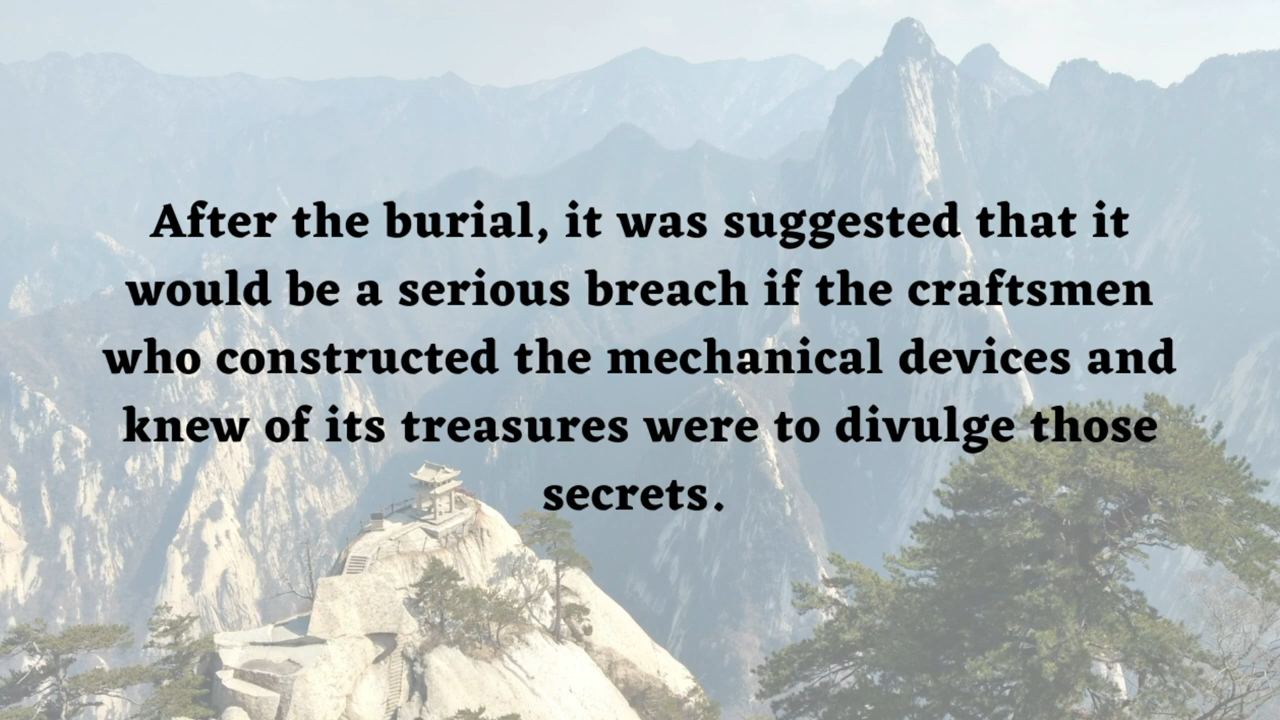 After the burial, it was suggested that it
would be a serious breach if the craftsmen
who constructed the mechanical devices and
knew of its treasures were to divulge those
secrets.